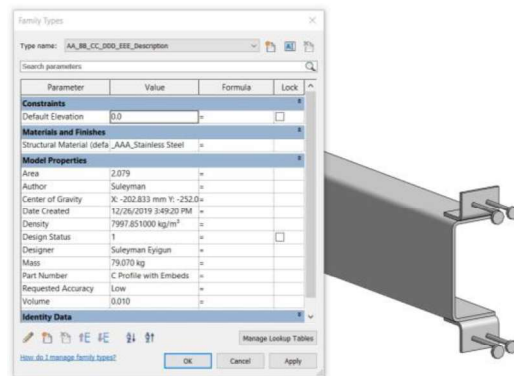 Family Types
Type name: AA_BB_CC_DDD_EEE_Description
Search parameters
Parameter Value Formula Lock
Constraints
Default Elevation 0.0 =
Materials and Finishes
Structural Material (defa _AAA_Stainless Steel =
Model Properties
Area 2.079 =
Author Suleyman =
Center of Gravity X: -202.833 mm Y: -252.0 =
Date Created 12/26/2019 3:49:20 PM =
Density 7997.851000 kg/m³ =
Design Status 1 =
Designer Suleyman Eyigun =
Mass 79.070 kg =
Part Number C Profile with Embeds =
Requested Accuracy Low =
Volume 0.010 =
Identity Data
Manage Lookup Tables
How do I manage family types?
OK Cancel Apply